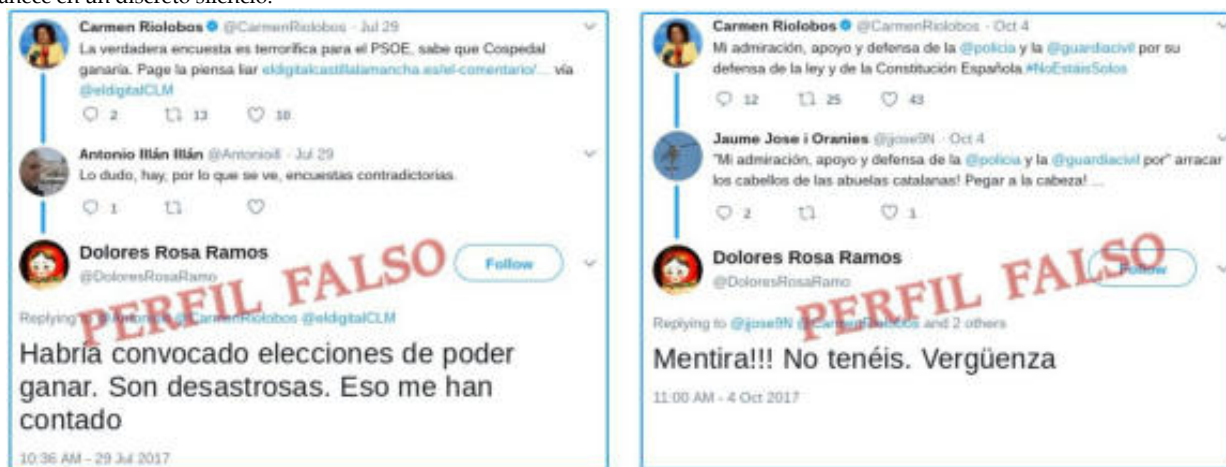 anece en un discreto silencio.
Carmen Riolobos @CarmenRiolobos · Jul 29
La verdadera encuesta es terrorífica para el PSOE, sabe que Cospedal
ganaría. Page la piensa liar eldigitalcastillalamancha.es/el-comentario/... vía
@eldigitalCLM
2 13 10
Antonio Illán Illán @AntonioIl · Jul 29
Lo dudo, hay, por lo que se ve, encuestas contradictorias.
1
Dolores Rosa Ramos
@DoloresRosaRamo
Follow
PERFIL FALSO
Replying to @CarmenRiolobos @eldigitalCLM
Habría convocado elecciones de poder
ganar. Son desastrosas. Eso me han
contado
10:36 AM - 29 Jul 2017
Carmen Riolobos @CarmenRiolobos · Oct 4
Mi admiración, apoyo y defensa de la @policia y la @guardiacivil por su
defensa de la ley y de la Constitución Española.#NoEstáisSolos
12 25 43
Jaume Jose i Oranies @jjose9N · Oct 4
"Mi admiración, apoyo y defensa de la @policia y la @guardiacivil por" arracar
los cabellos de las abuelas catalanas! Pegar a la cabeza! ...
2 1
Dolores Rosa Ramos
@DoloresRosaRamo
Follow
PERFIL FALSO
Replying to @jjose9N @CarmenRiolobos and 2 others
Mentira!!! No tenéis. Vergüenza
11:00 AM - 4 Oct 2017